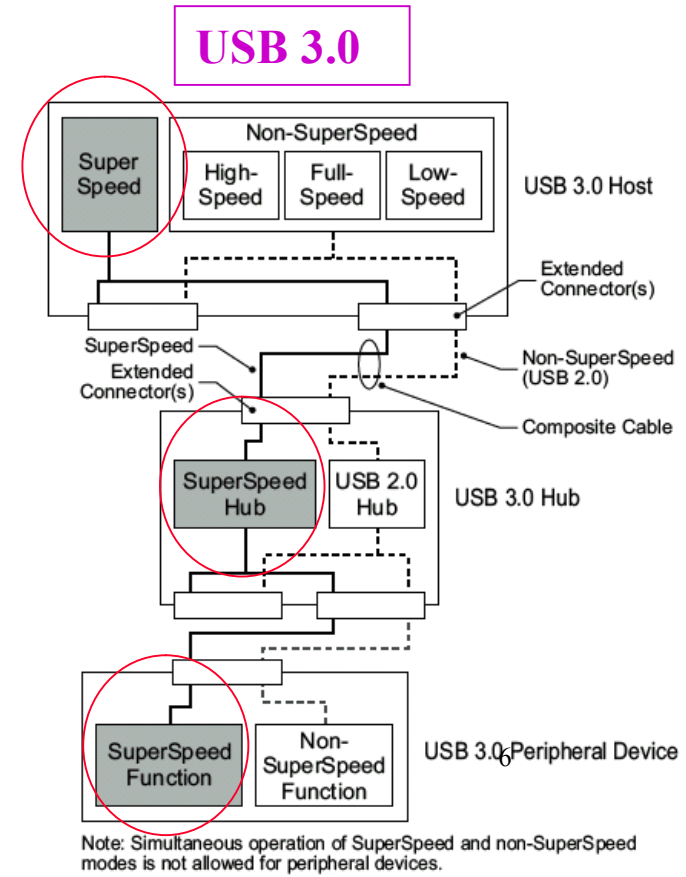 USB 3.0
Super
Speed
Non-SuperSpeed
High-
Speed
Full-
Speed
Low-
Speed
USB 3.0 Host
Extended
Connector(s)
SuperSpeed
Extended
Connector(s)
Non-SuperSpeed
(USB 2.0)
Composite Cable
SuperSpeed
Hub
USB 2.0
Hub
USB 3.0 Hub
SuperSpeed
Function
Non-
SuperSpeed
Function
USB 3.0 Peripheral Device
6
Note: Simultaneous operation of SuperSpeed and non-SuperSpeed
modes is not allowed for peripheral devices.